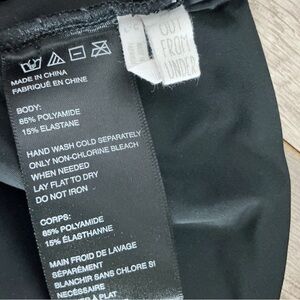 OUT
FROM
UNDER
MADE IN CHINA
FABRIQUÉ EN CHINE
BODY:
85% POLYAMIDE
15% ELASTANE
HAND WASH COLD SEPARATELY
ONLY NON-CHLORINE BLEACH
WHEN NEEDED
LAY FLAT TO DRY
DO NOT IRON
CORPS:
85% POLYAMIDE
15% ÉLASTHANNE
MAIN FROID DE LAVAGE
SÉPARÉMENT
BLANCHIR SANS CHLORE SI
NÉCESSAIRE
À PLAT